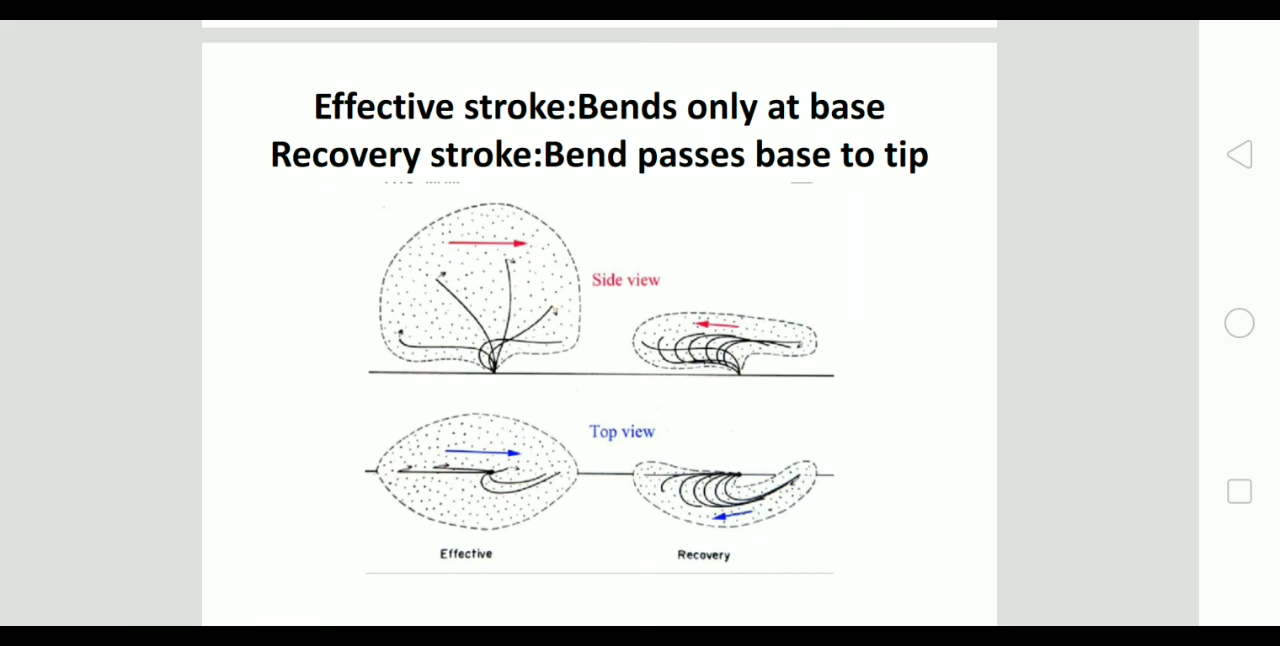 Effective stroke:Bends only at base
Recovery stroke:Bend passes base to tip
Side view
Top view
Effective
Recovery